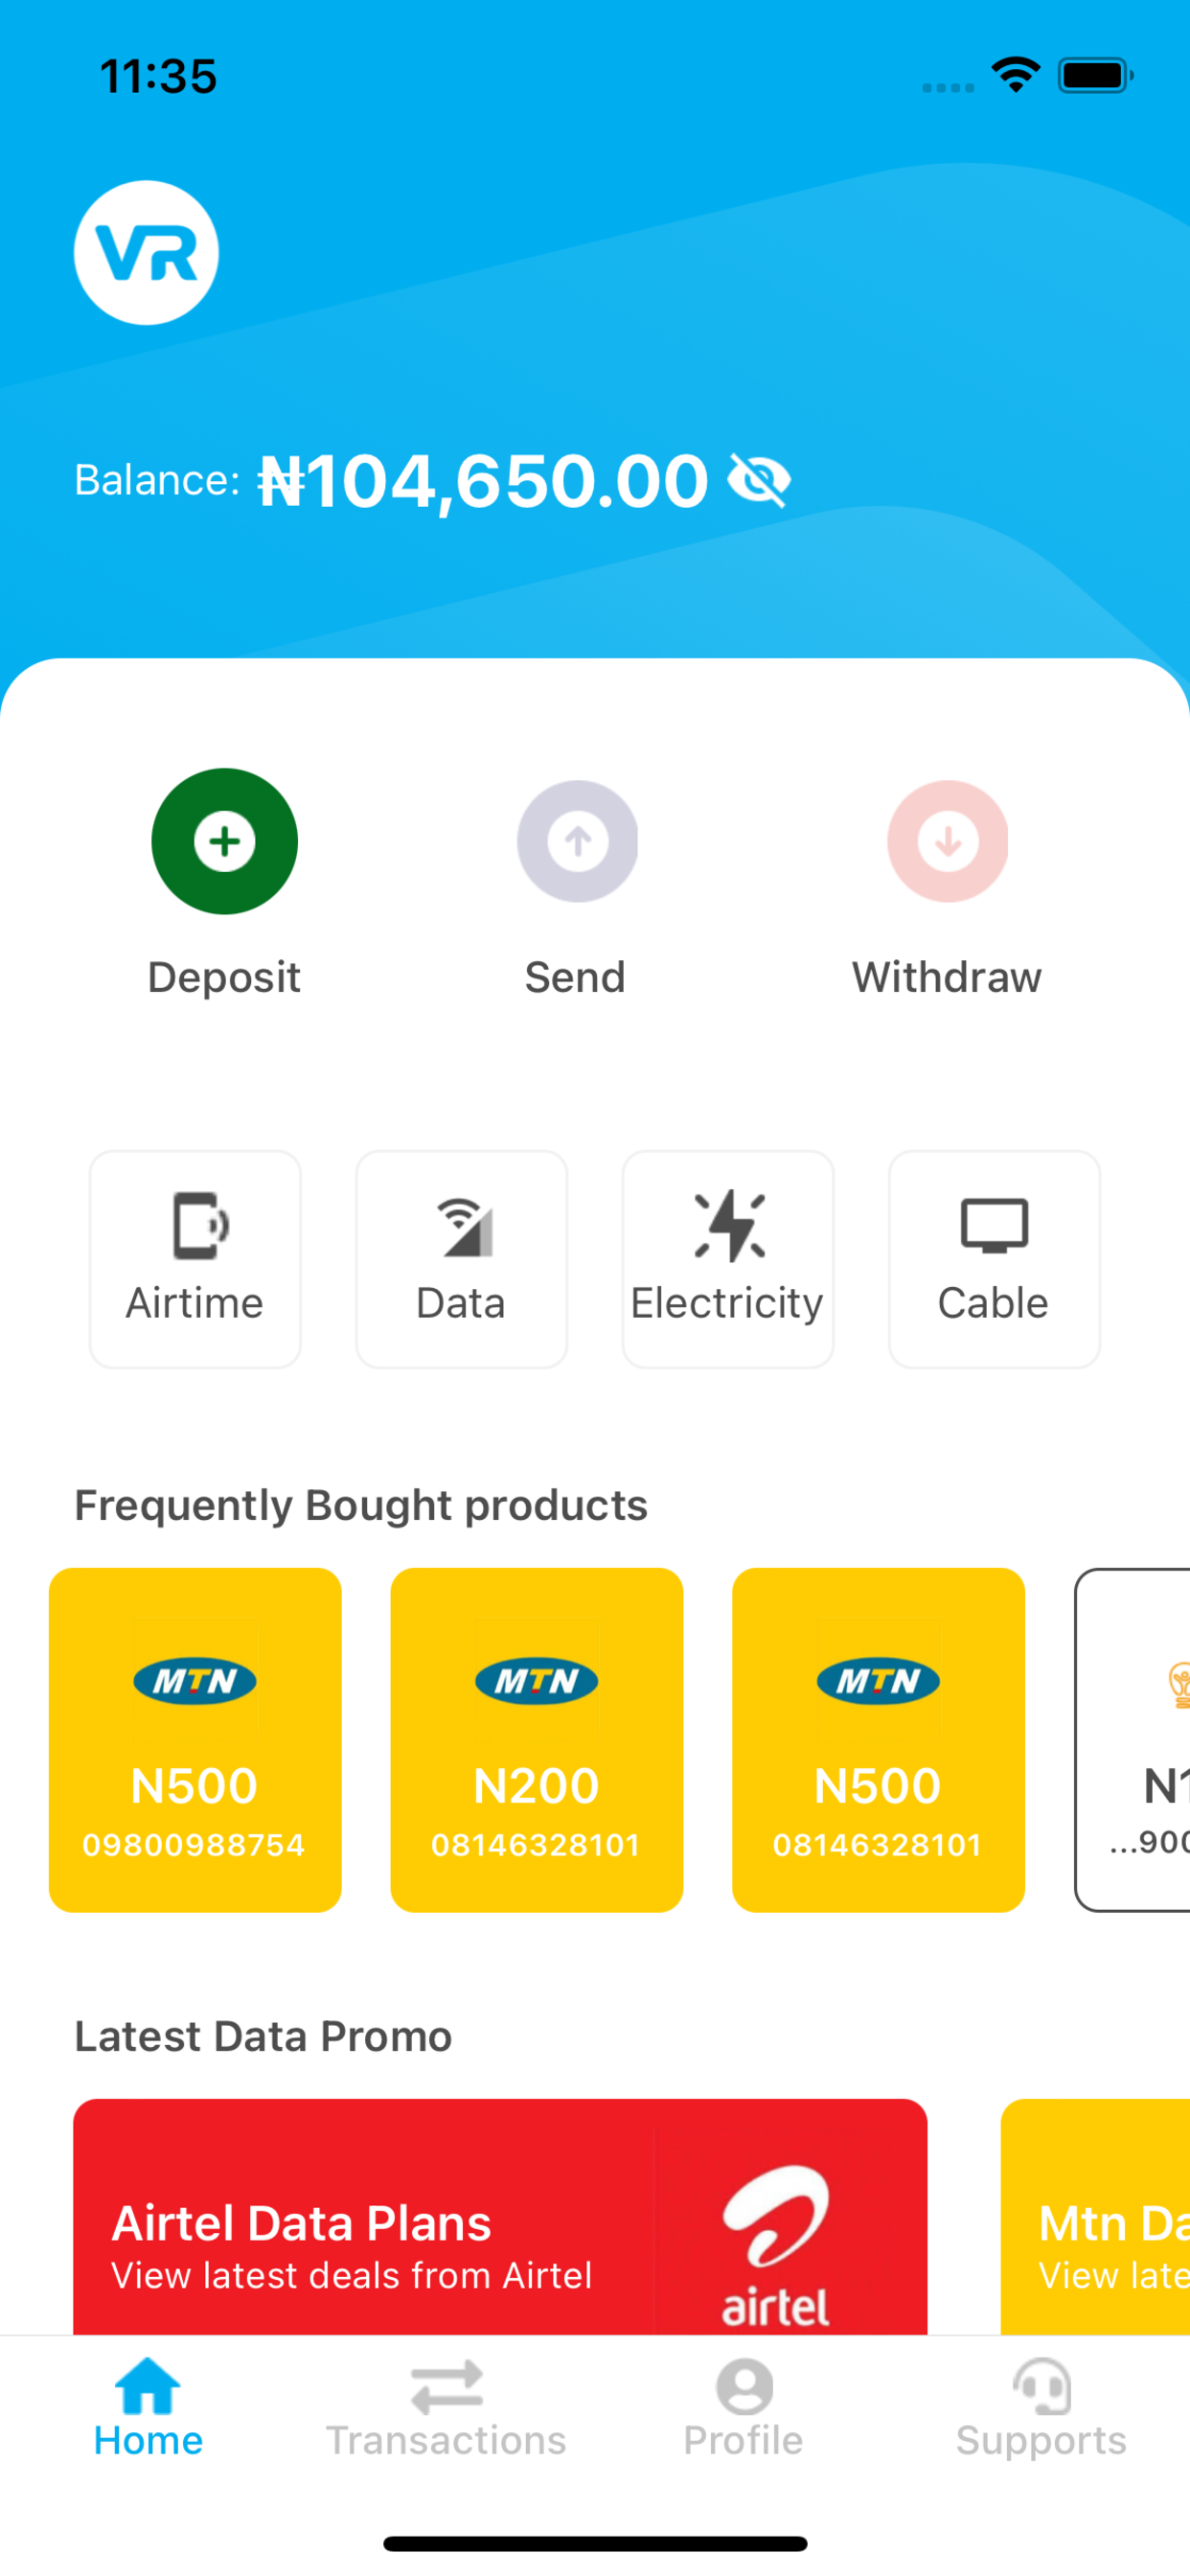 11:35
VR
Balance: ₦104,650.00
Deposit Send Withdraw
Airtime Data Electricity Cable
Frequently Bought products
MTN MTN MTN
N500 N200 N500 N1
09800988754 08146328101 08146328101 ...900
Latest Data Promo
Airtel Data Plans Mtn Da
View latest deals from Airtel View late
airtel
Home Transactions Profile Supports